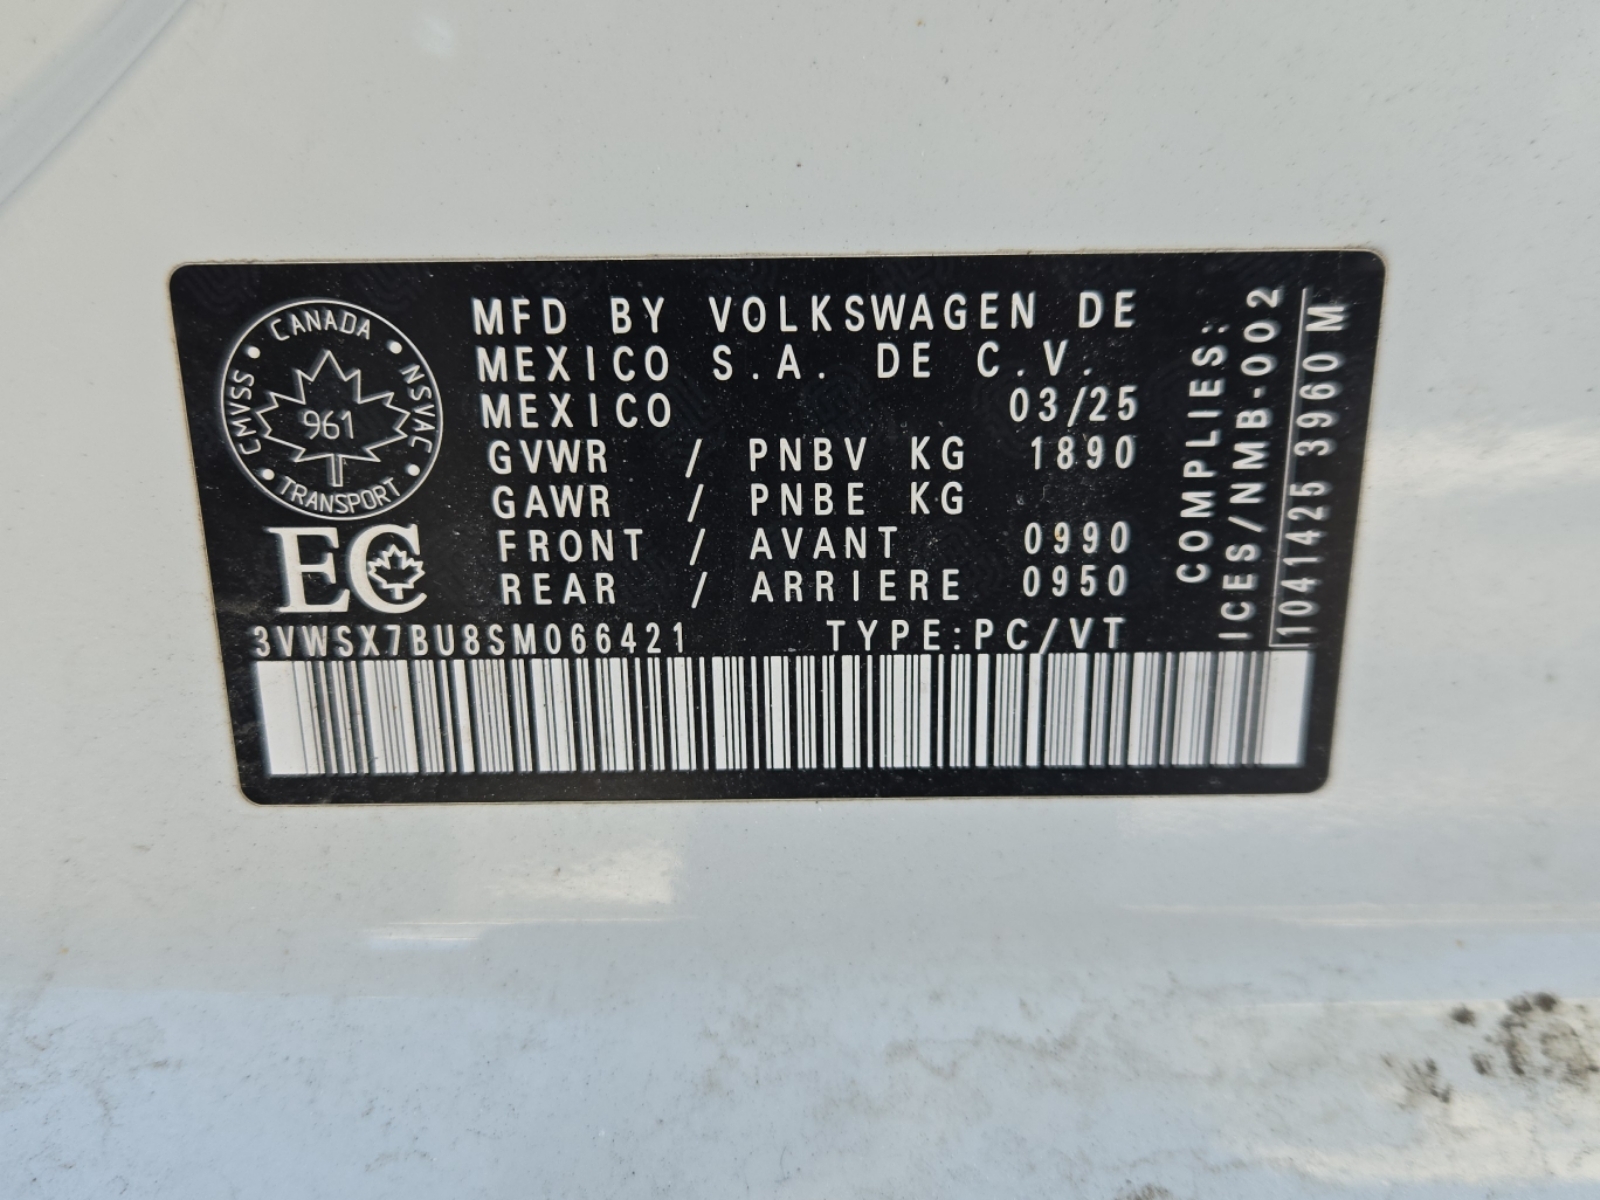 CANADA
CMVSS
NSVAC
961
TRANSPORT
EC
MFD BY VOLKSWAGEN DE
MEXICO S.A. DE C.V.
MEXICO 03/25
GVWR / PNBV KG 1890
GAWR / PNBE KG
FRONT / AVANT 0990
REAR / ARRIERE 0950
3VWSX7BU8SM066421 TYPE:PC/VT
COMPLIES:
ICES/NMB-002
1041425 3960 M